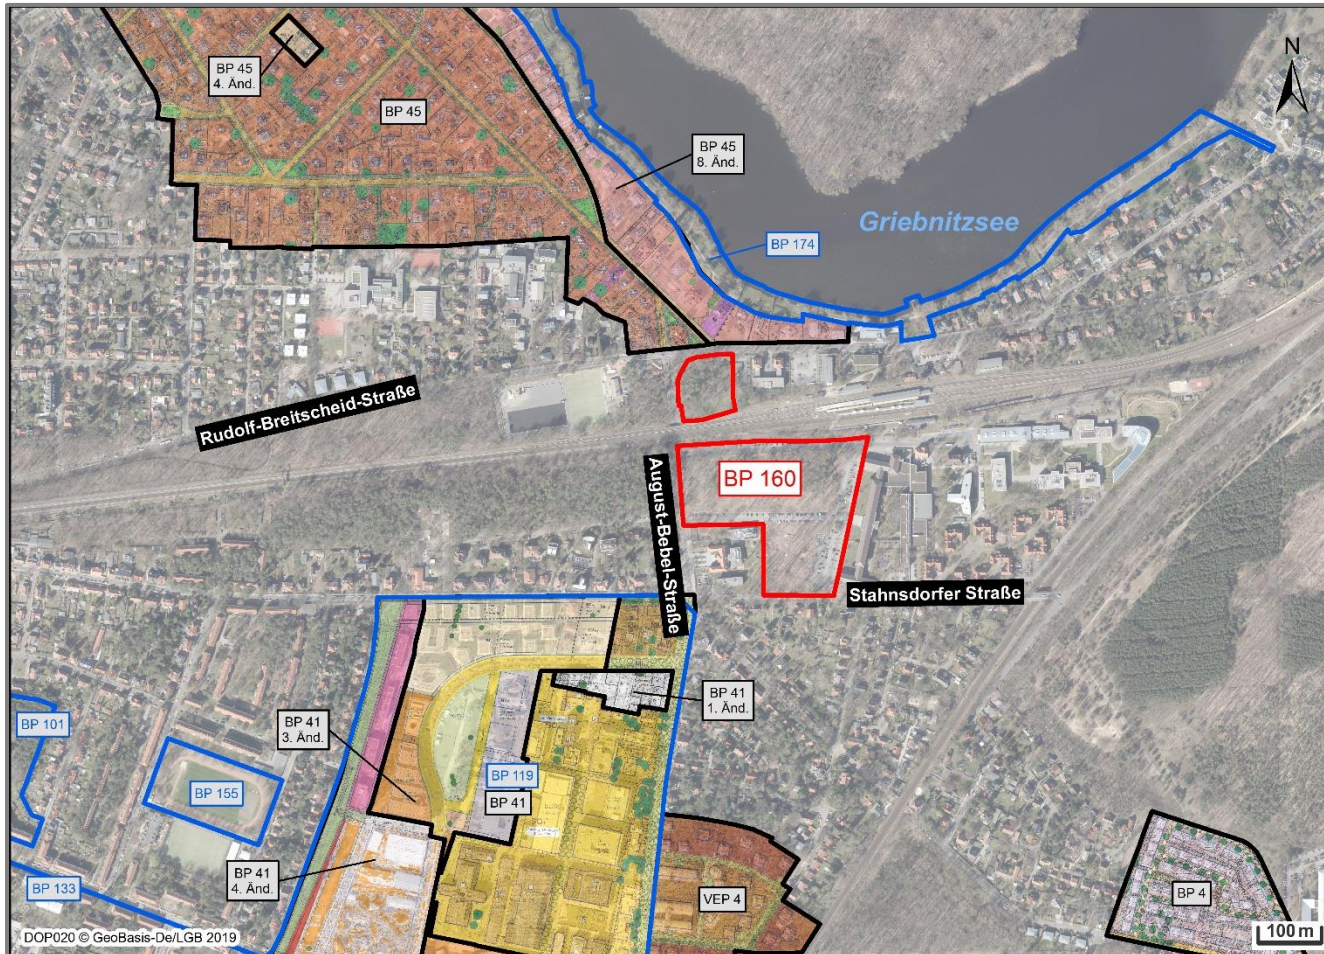 N
BP 45
4. Änd.
BP 45
BP 45
8. Änd.
Griebnitzsee
BP 174
Rudolf-Breitscheid-Straße
BP 160
August-Bebel-Straße
Stahnsdorfer Straße
BP 41
1. Änd.
BP 101
BP 41
3. Änd.
BP 119
BP 41
BP 155
BP 41
4. Änd.
BP 133
VEP 4
BP 4
DOP020 © GeoBasis-De/LGB 2019
100 m